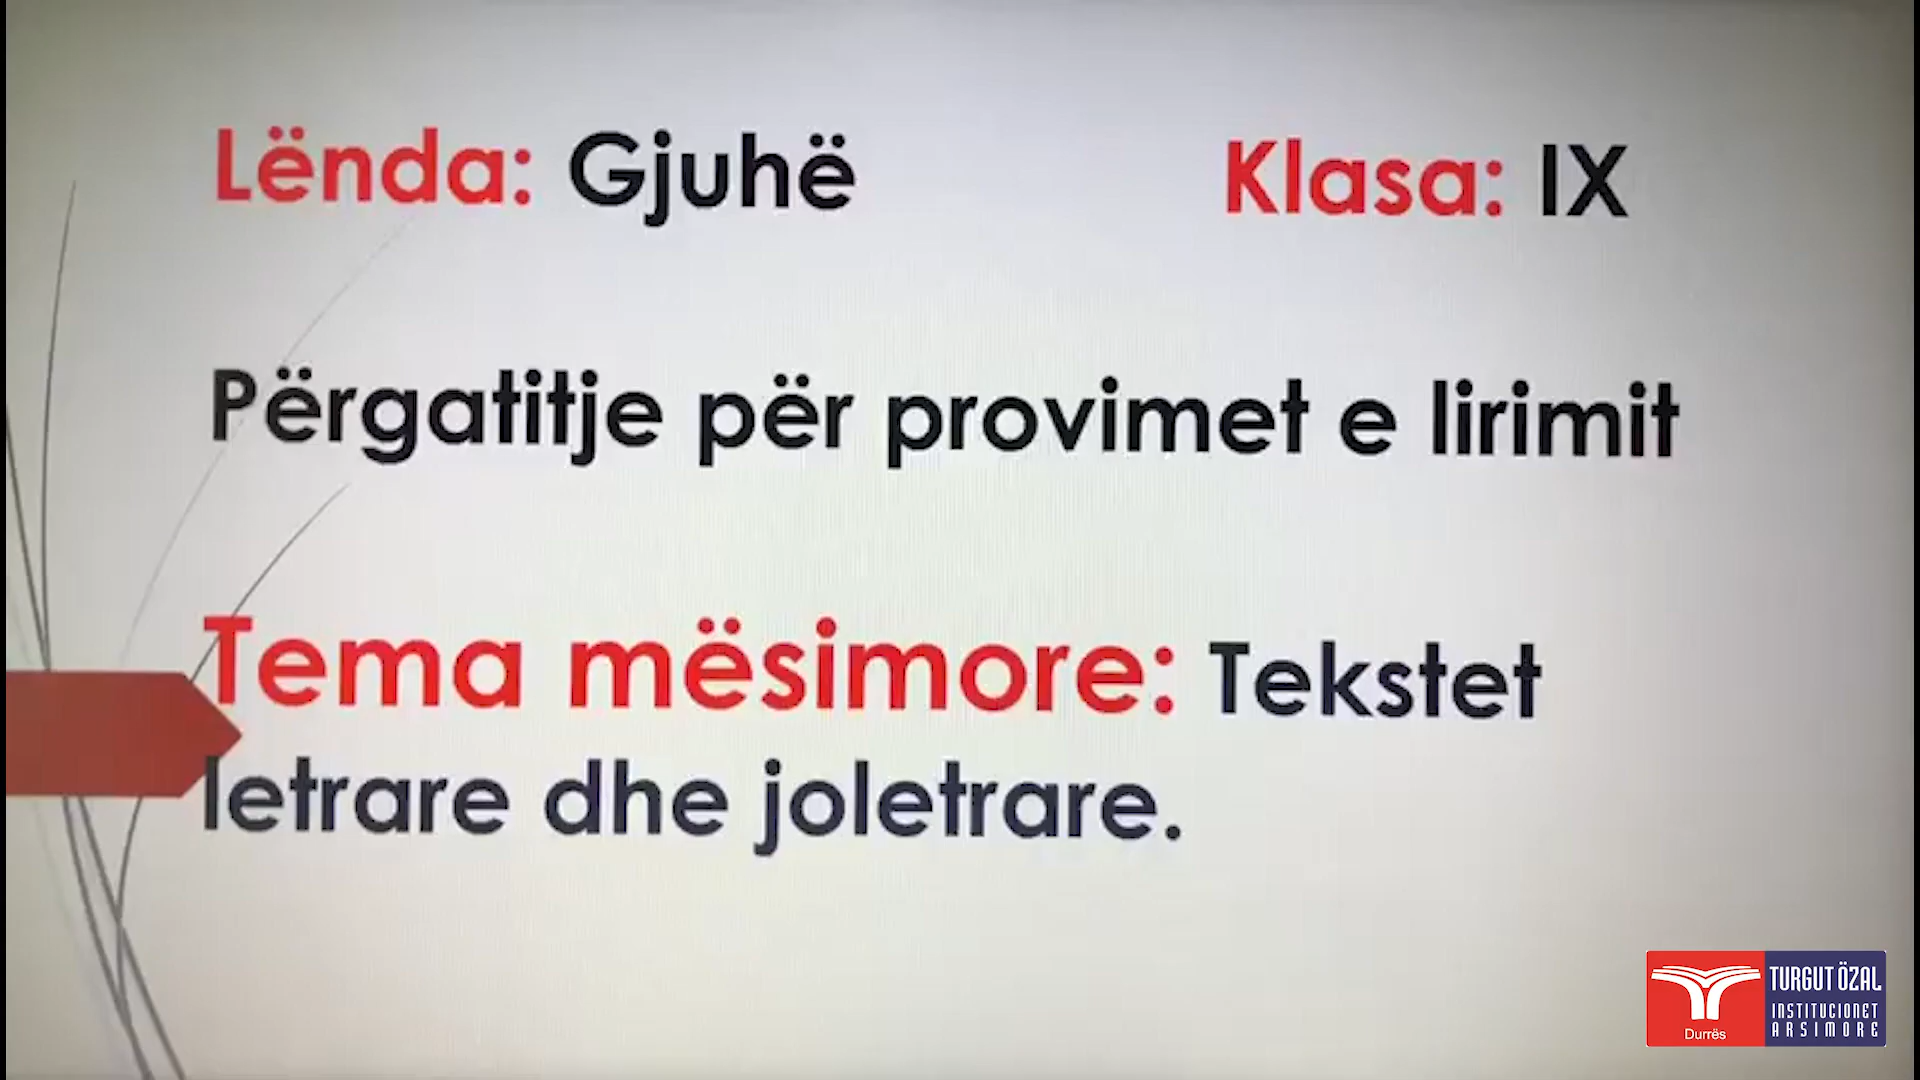 Lënda: Gjuhë Klasa: IX
Përgatitje për provimet e lirimit
Tema mësimore: Tekstet
letrare dhe joletrare.
TURGUT ÖZAL
INSTITUCIONET
ARSIMORE
Durrës